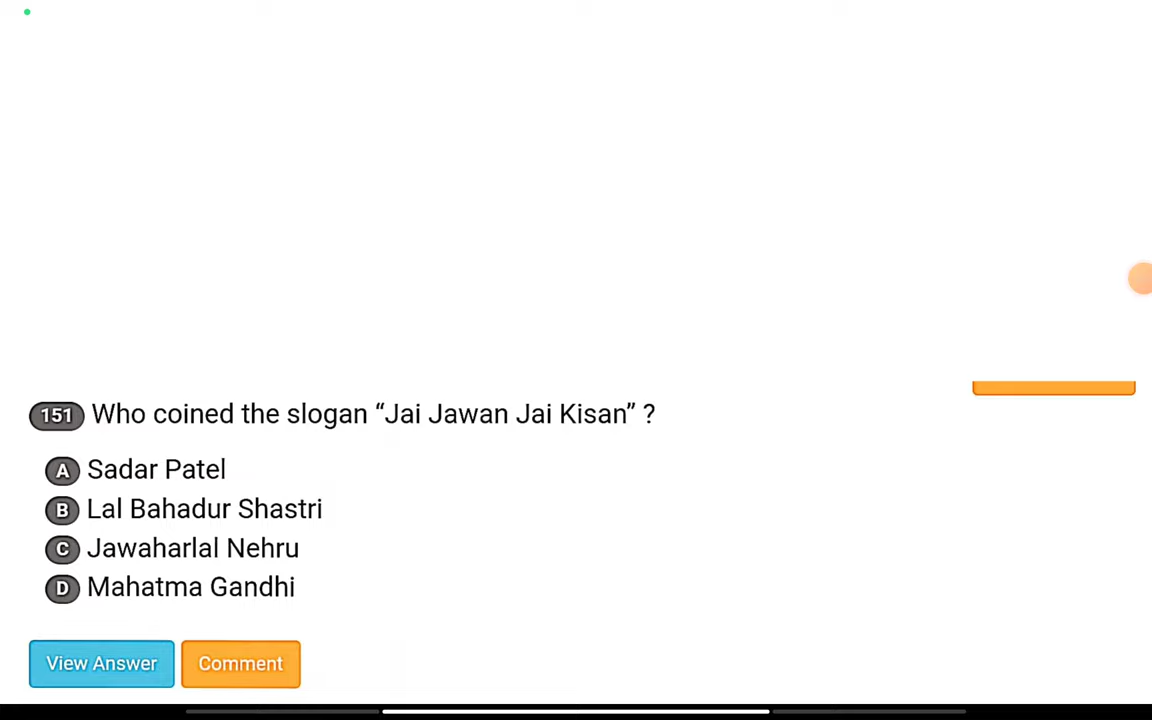 151 Who coined the slogan “Jai Jawan Jai Kisan” ?
A Sadar Patel
B Lal Bahadur Shastri
C Jawaharlal Nehru
D Mahatma Gandhi
View Answer Comment